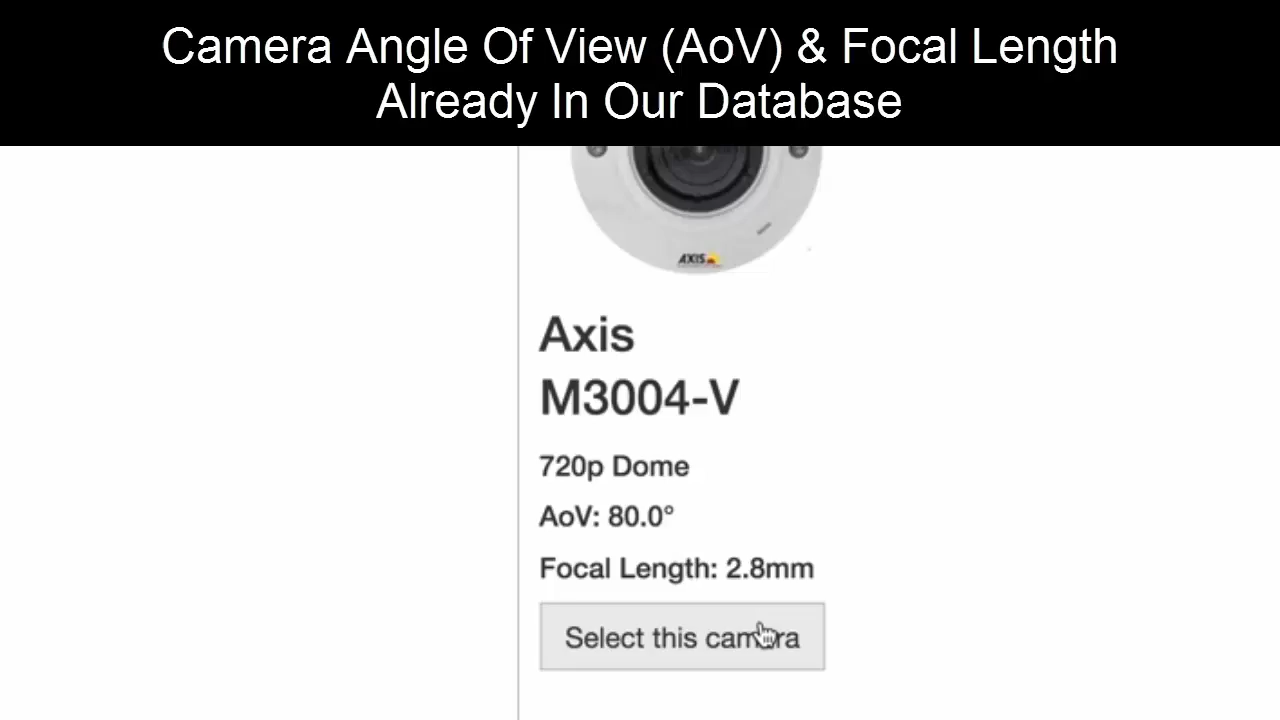 Camera Angle Of View (AoV) & Focal Length
Already In Our Database
AXIS
Axis
M3004-V
720p Dome
AoV: 80.0°
Focal Length: 2.8mm
Select this camera